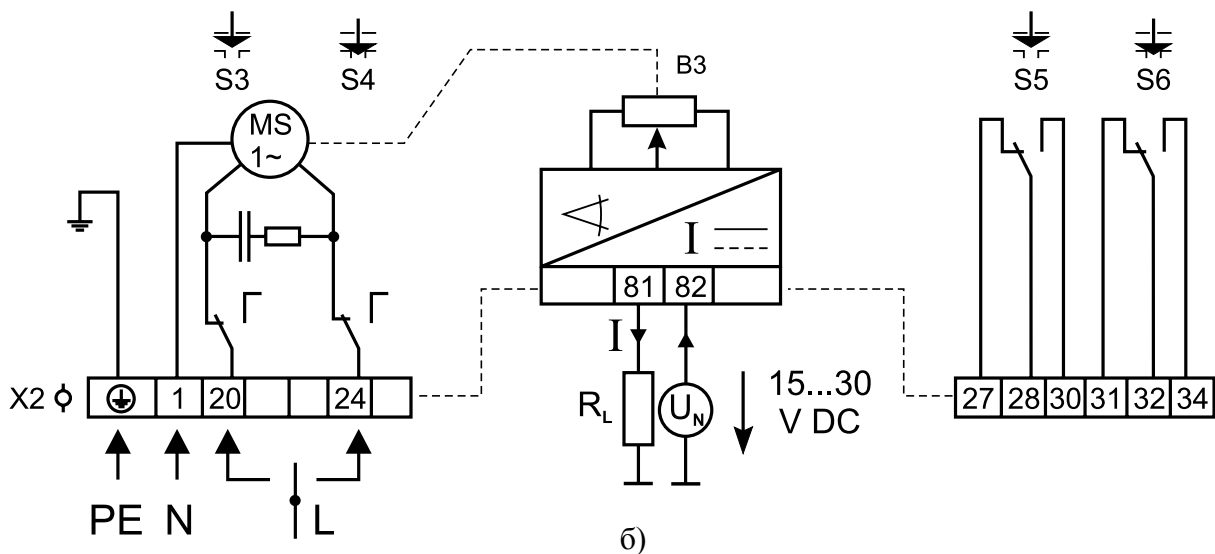 S3 S4 B3 S5 S6
MS
1~
I
81 82
I
X2 1 20 24
R_L U_N 15...30
V DC
27 28 30 31 32 34
PE N L
б)